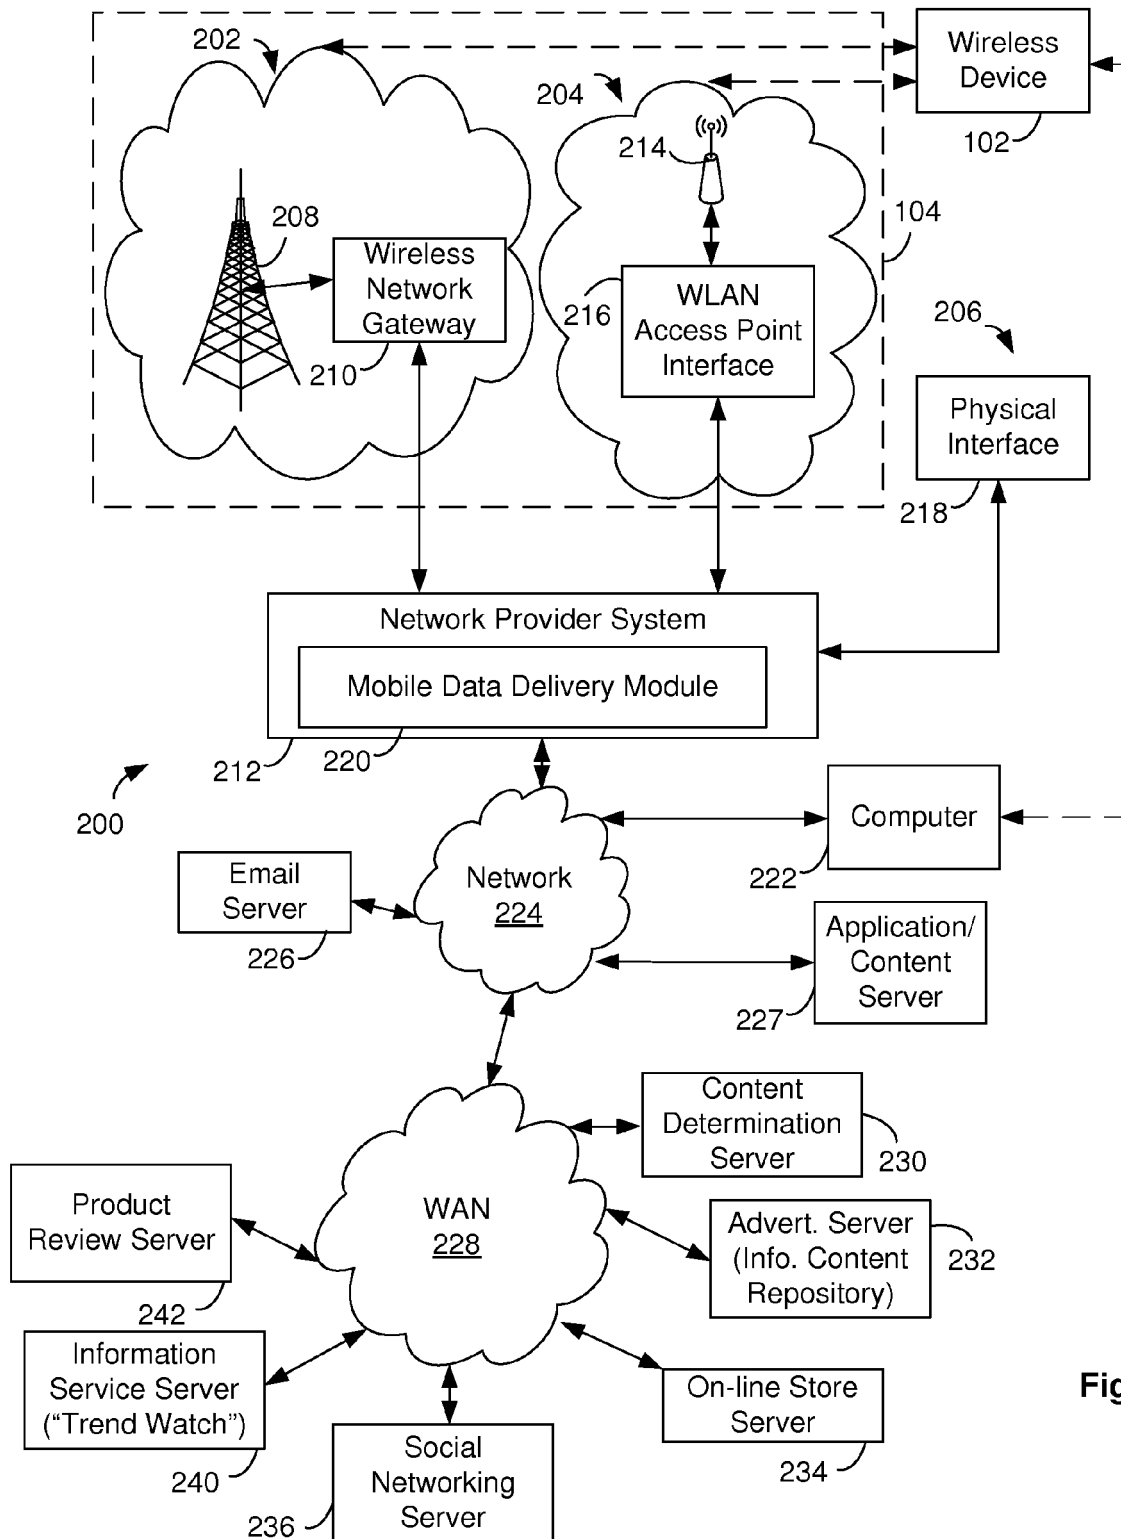 202
Wireless
Device
102
204
214
104
208
Wireless
Network
Gateway
210
216
WLAN
Access Point
Interface
206
Physical
Interface
218
Network Provider System
Mobile Data Delivery Module
212
220
200
Computer
222
Email
Server
226
Network
224
Application/
Content
Server
227
Content
Determination
Server
230
Product
Review Server
242
WAN
228
Advert. Server
(Info. Content
Repository)
232
Information
Service Server
("Trend Watch")
240
On-line Store
Server
234
Social
Networking
Server
236
Fig